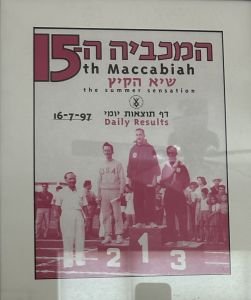 המכביה ה-15
th Maccabiah
שיא הקיץ
the summer sensation
16-7-97
דף תוצאות יומי
Daily Results
1
2
3